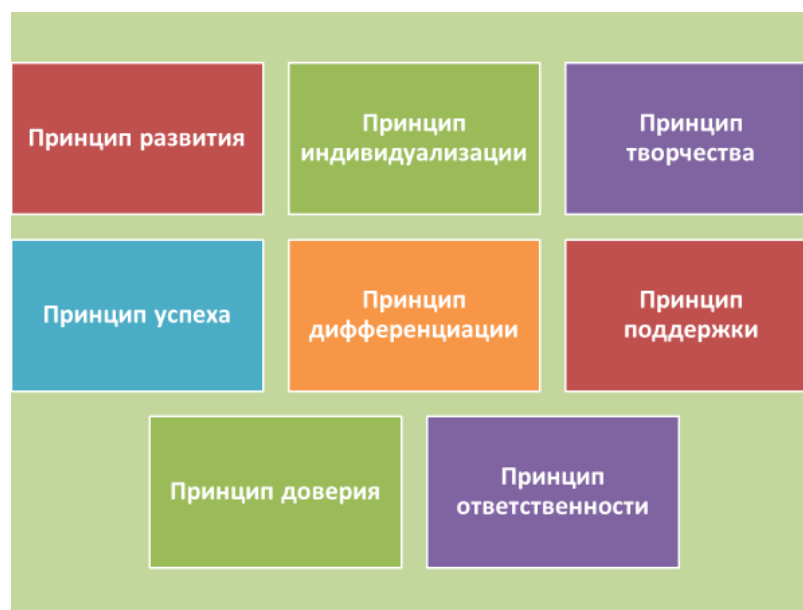 Принцип развития
Принцип
индивидуализации
Принцип
творчества
Принцип успеха
Принцип
дифференциации
Принцип
поддержки
Принцип доверия
Принцип
ответственности